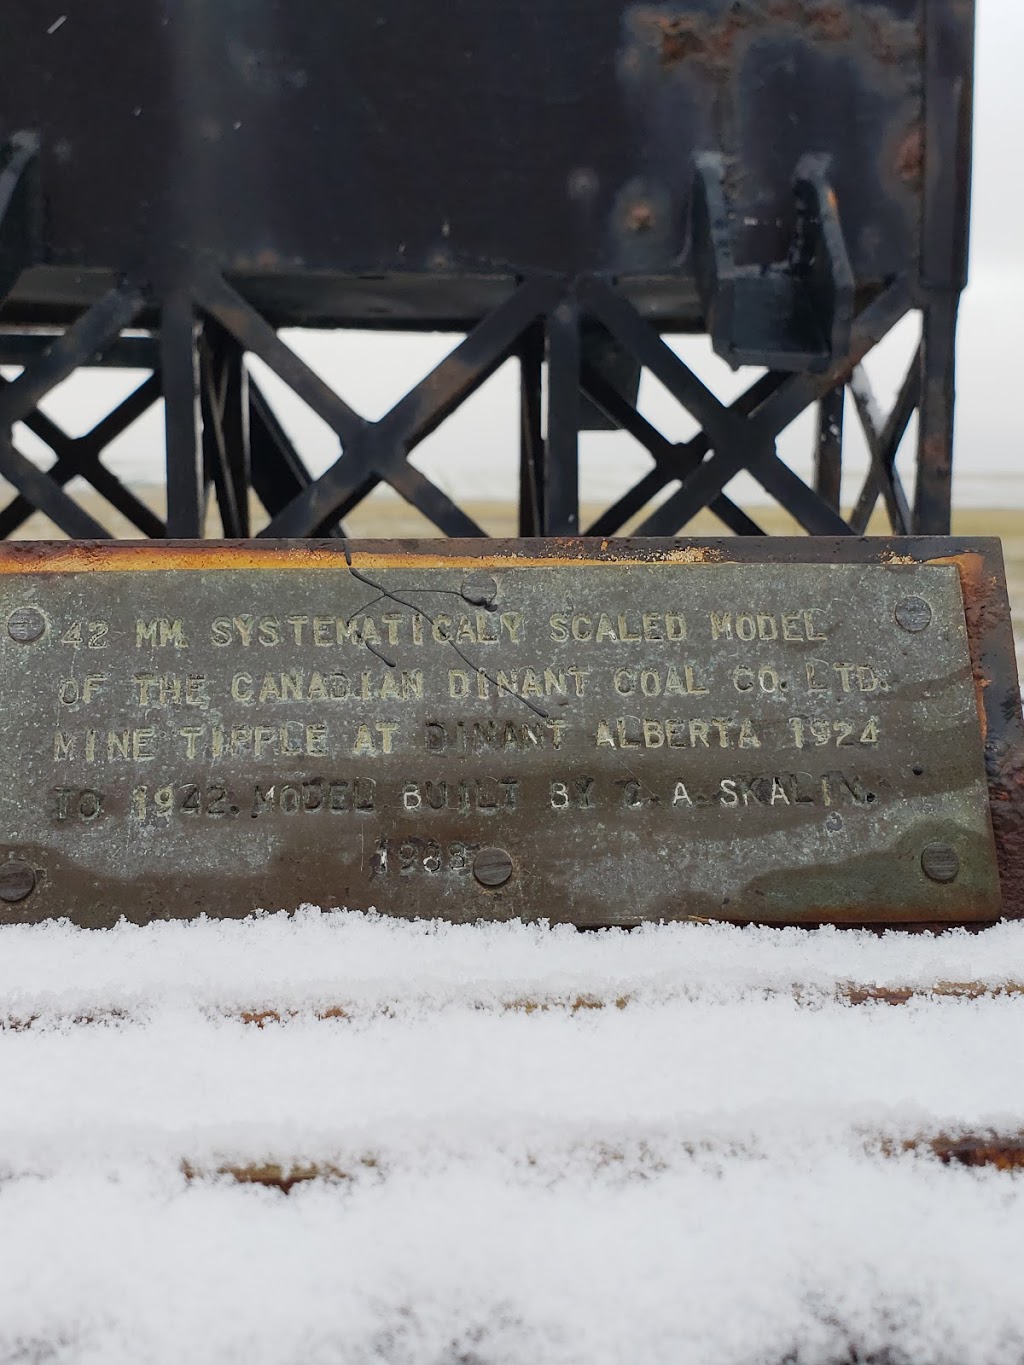 42 MM. SYSTEMATICALY SCALED MODEL
OF THE CANADIAN DINANT COAL CO. LTD.
MINE TIPPLE AT DINANT ALBERTA 1924
TO 1942. MODEL BUILT BY A. SKALIN.